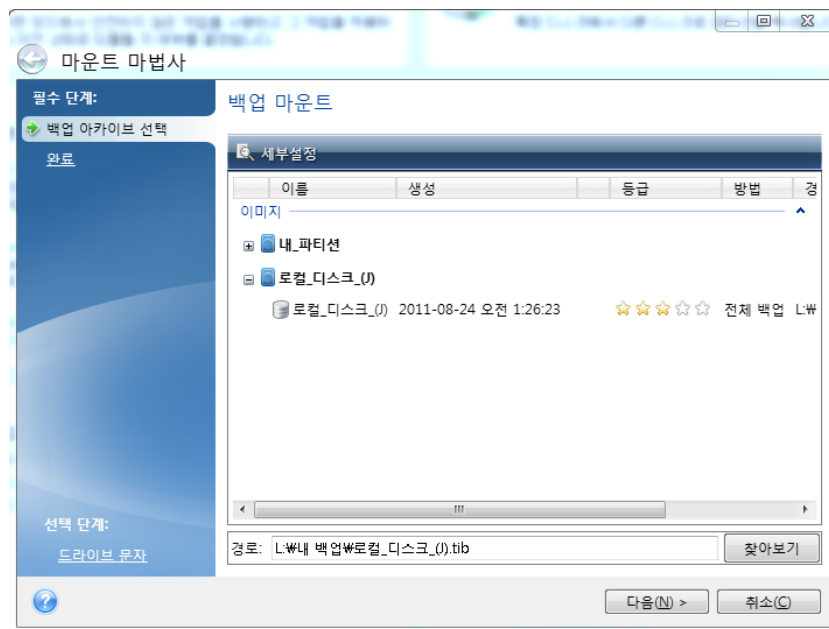 마운트 마법사
필수 단계:
백업 아카이브 선택
완료
백업 마운트
세부설정
이름 생성 등급 방법 경
이미지
내_파티션
로컬_디스크_(J)
로컬_디스크_(J) 2011-08-24 오전 1:26:23 전체 백업 L:₩
선택 단계:
드라이브 문자
경로: L:₩내 백업₩로컬_디스크_(J).tib 찾아보기
다음(N) > 취소(C)